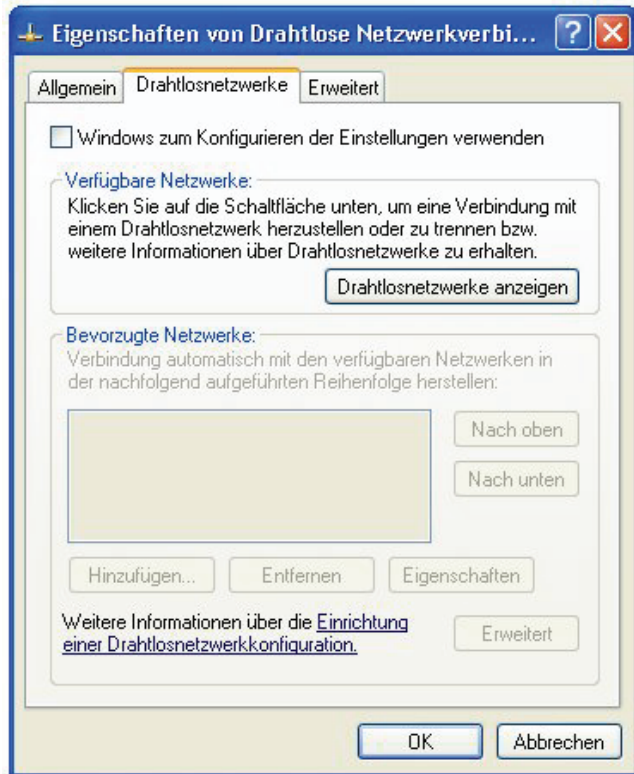 Eigenschaften von Drahtlose Netzwerkverbi...
Allgemein Drahtlosnetzwerke Erweitert
Windows zum Konfigurieren der Einstellungen verwenden
Verfügbare Netzwerke:
Klicken Sie auf die Schaltfläche unten, um eine Verbindung mit
einem Drahtlosnetzwerk herzustellen oder zu trennen bzw.
weitere Informationen über Drahtlosnetzwerke zu erhalten.
Drahtlosnetzwerke anzeigen
Bevorzugte Netzwerke:
Verbindung automatisch mit den verfügbaren Netzwerken in
der nachfolgend aufgeführten Reihenfolge herstellen:
Nach oben
Nach unten
Hinzufügen... Entfernen Eigenschaften
Weitere Informationen über die Einrichtung
einer Drahtlosnetzwerkkonfiguration.
Erweitert
OK Abbrechen